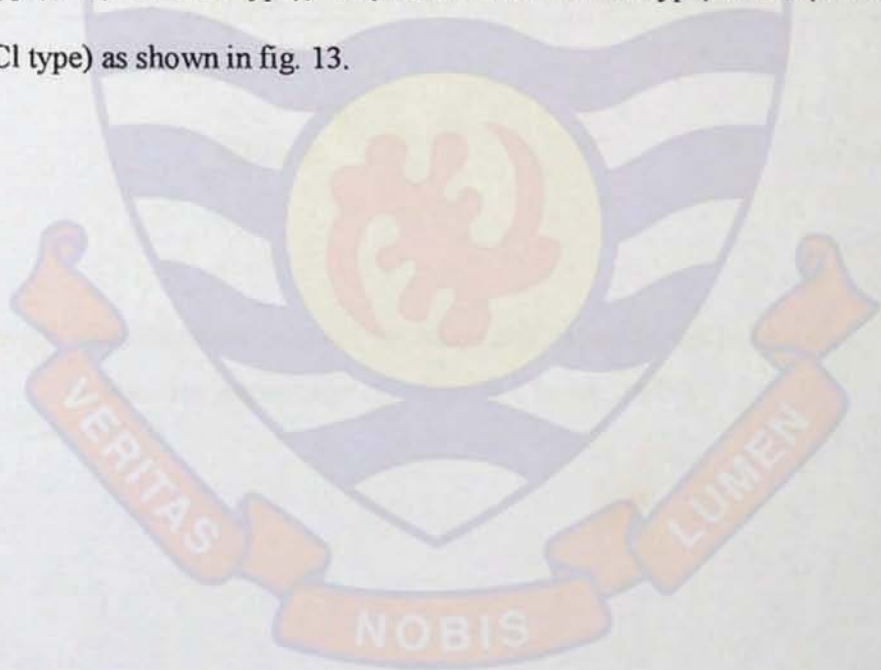 Cl type) as shown in fig. 13.
VERITAS
NOBIS
LUMEN